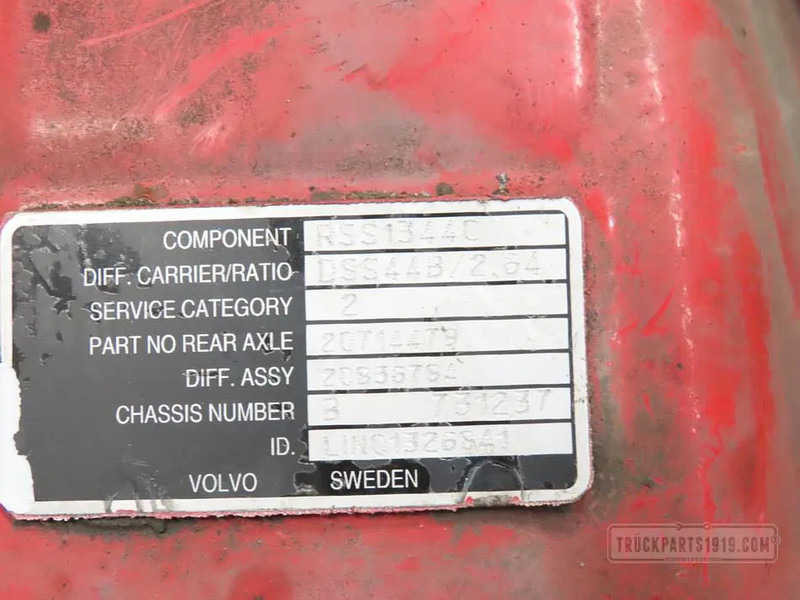 COMPONENT RSS1344C
DIFF. CARRIER/RATIO DSS44B/2.64
SERVICE CATEGORY 2
PART NO REAR AXLE 20714479
DIFF. ASSY 20836784
CHASSIS NUMBER B 731237
ID. LINC1326841
VOLVO SWEDEN
TRUCKPARTS1919.COM